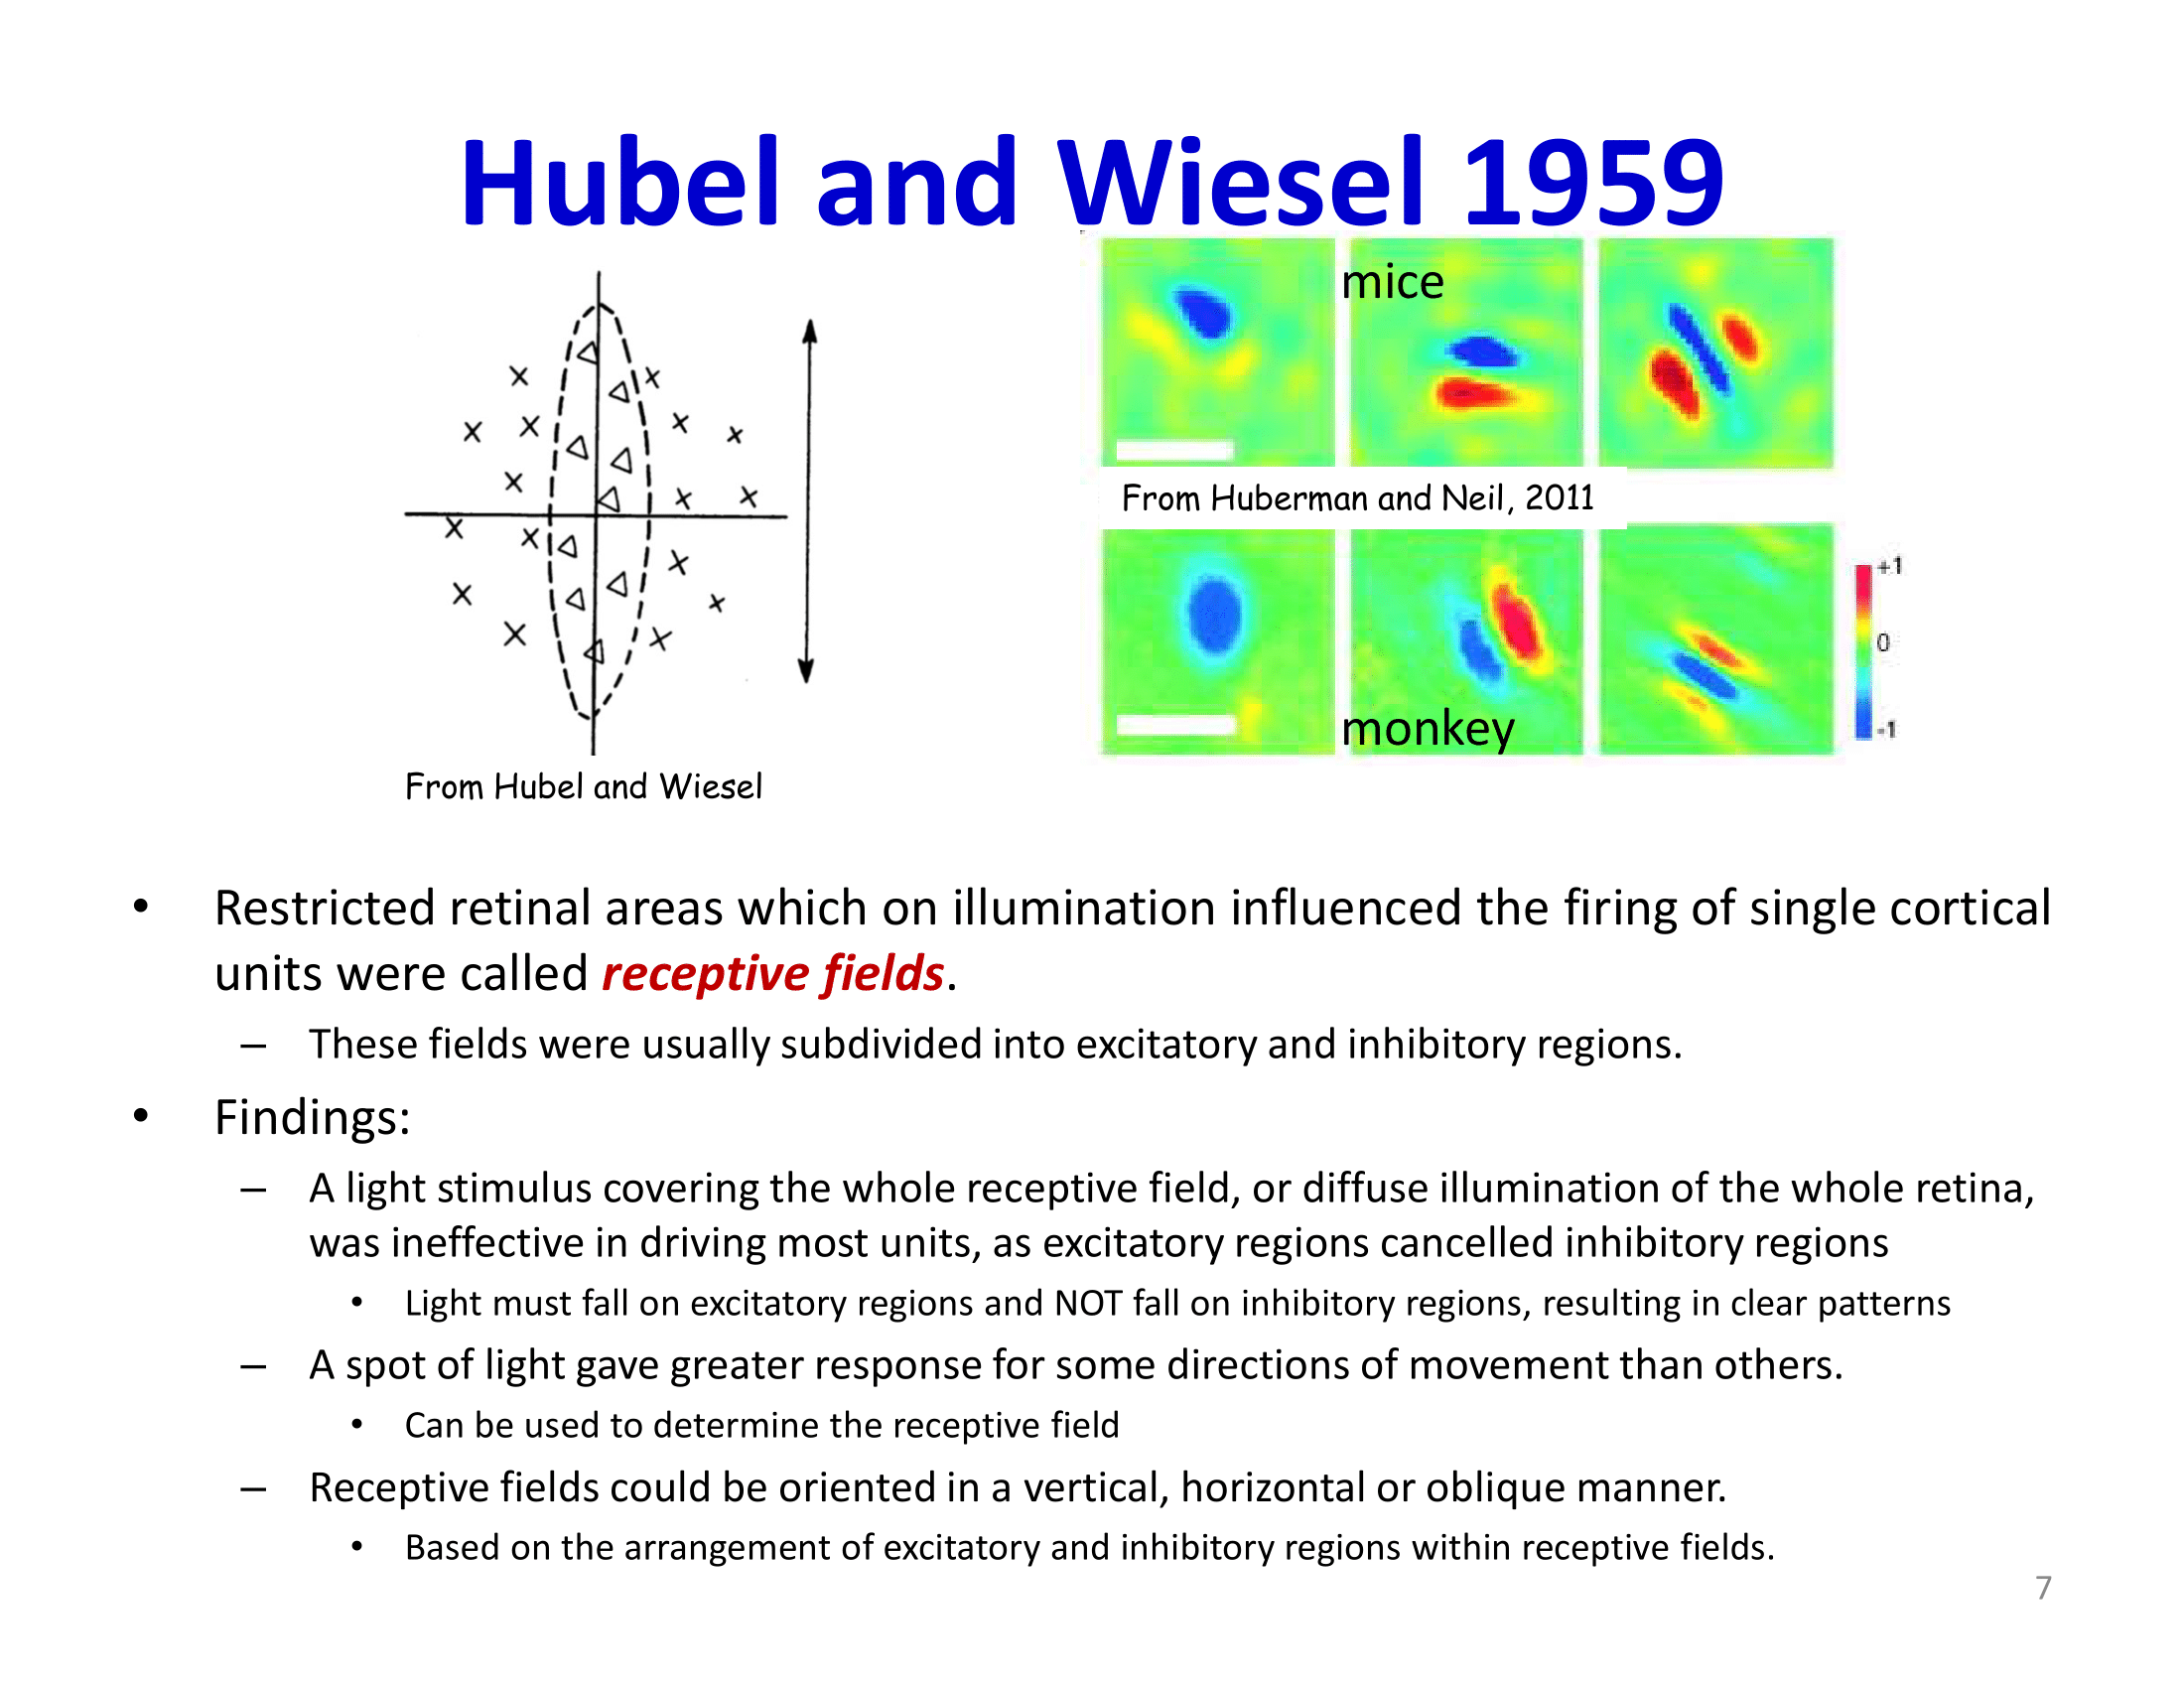 Hubel and Wiesel 1959
mice
From Huberman and Neil, 2011
+1
0
-1
monkey
From Hubel and Wiesel
• Restricted retinal areas which on illumination influenced the firing of single cortical
units were called receptive fields.
– These fields were usually subdivided into excitatory and inhibitory regions.
• Findings:
– A light stimulus covering the whole receptive field, or diffuse illumination of the whole retina,
was ineffective in driving most units, as excitatory regions cancelled inhibitory regions
• Light must fall on excitatory regions and NOT fall on inhibitory regions, resulting in clear patterns
– A spot of light gave greater response for some directions of movement than others.
• Can be used to determine the receptive field
– Receptive fields could be oriented in a vertical, horizontal or oblique manner.
• Based on the arrangement of excitatory and inhibitory regions within receptive fields.
7